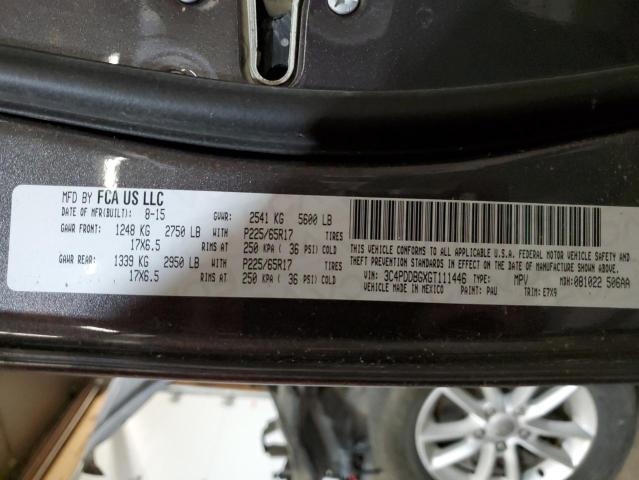 MFD BY FCA US LLC
DATE OF MFR(BUILT): 8-15 GVWR: 2541 KG 5600 LB
GAWR FRONT: 1248 KG 2750 LB WITH P225/65R17 TIRES
17X6.5 RIMS AT 250 KPA ( 36 PSI) COLD
GAWR REAR: 1339 KG 2950 LB WITH P225/65R17 TIRES
17X6.5 RIMS AT 250 KPA ( 36 PSI) COLD
THIS VEHICLE CONFORMS TO ALL APPLICABLE U.S.A. FEDERAL MOTOR VEHICLE SAFETY AND
THEFT PREVENTION STANDARDS IN EFFECT ON THE DATE OF MANUFACTURE SHOWN ABOVE.
VIN: 3C4PDDBGXGT111446 TYPE: MPV MDH: 081022 506AA
VEHICLE MADE IN MEXICO PAINT: PAU TRIM: E7X9